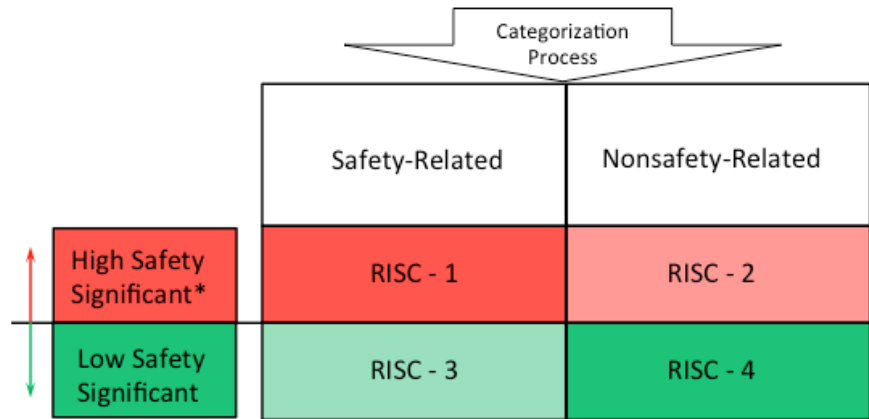 Categorization
Process
Safety-Related
Nonsafety-Related
High Safety
Significant*
RISC - 1
RISC - 2
Low Safety
Significant
RISC - 3
RISC - 4